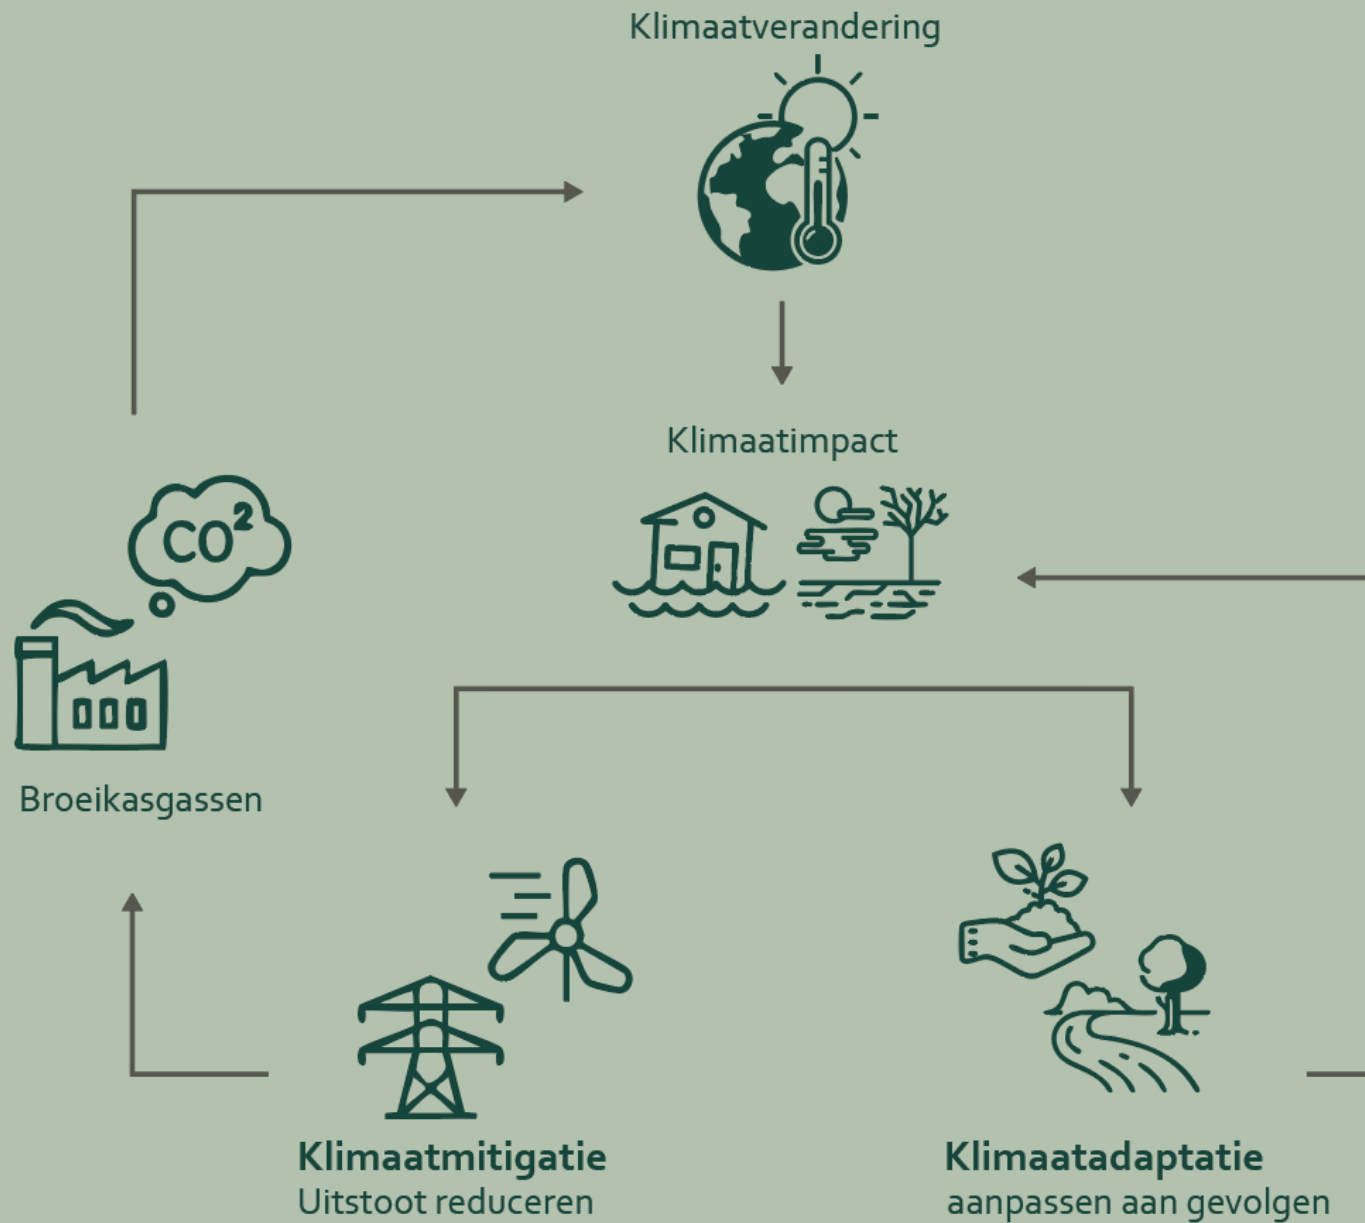 Klimaatverandering
Klimaatimpact
CO²
Broeikasgassen
Klimaatmitigatie
Uitstoot reduceren
Klimaatadaptatie
aanpassen aan gevolgen